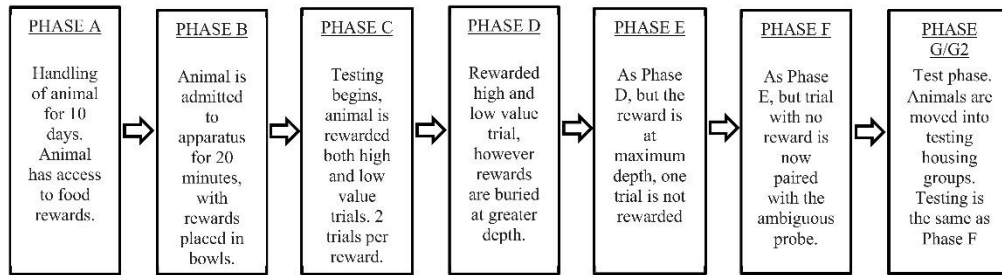 PHASE A
Handling
of animal
for 10
days.
Animal
has access
to food
rewards.
PHASE B
Animal is
admitted
to
apparatus
for 20
minutes,
with
rewards
placed in
bowls.
PHASE C
Testing
begins,
animal is
rewarded
both high
and low
value
trials. 2
trials per
reward.
PHASE D
Rewarded
high and
low value
trial,
however
rewards
are buried
at greater
depth.
PHASE E
As Phase
D, but the
reward is
at
maximum
depth, one
trial is not
rewarded
PHASE F
As Phase
E, but trial
with no
reward is
now
paired
with the
ambiguous
probe.
PHASE
G/G2
Test phase.
Animals are
moved into
testing
housing
groups.
Testing is
the same as
Phase F